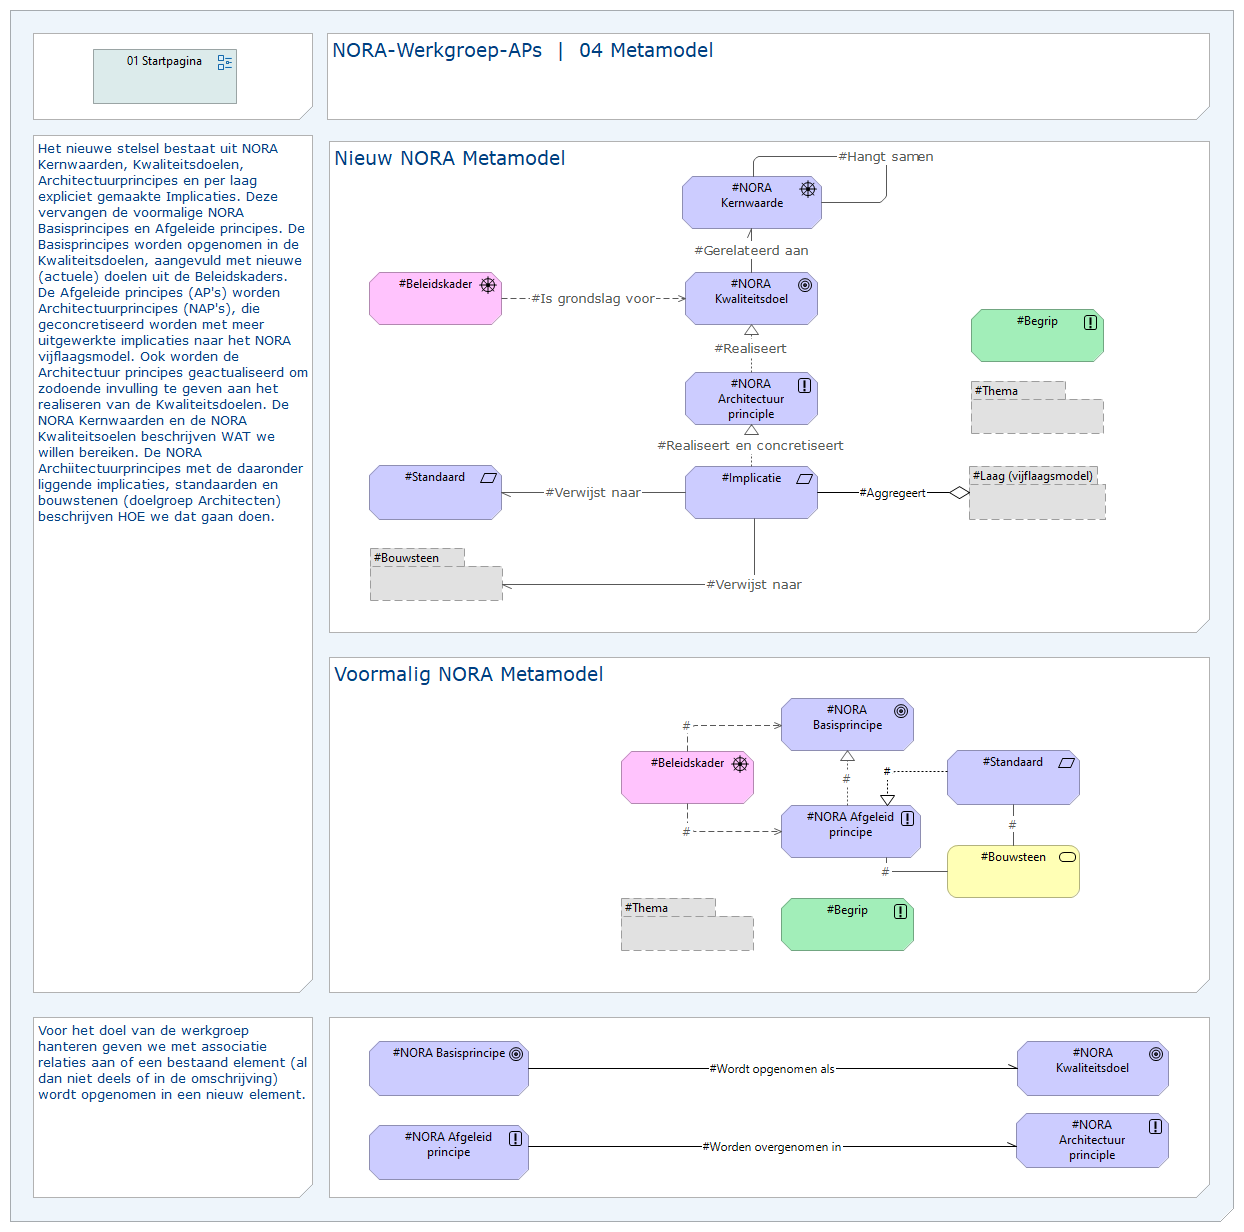 01 Startpagina
NORA-Werkgroep-APs | 04 Metamodel
Het nieuwe stelsel bestaat uit NORA
Kernwaarden, Kwaliteitsdoelen,
Architectuurprincipes en per laag
expliciet gemaakte Implicaties. Deze
vervangen de voormalige NORA
Basisprincipes en Afgeleide principes. De
Basisprincipes worden opgenomen in de
Kwaliteitsdoelen, aangevuld met nieuwe
(actuele) doelen uit de Beleidskaders.
De Afgeleide principes (AP's) worden
Architectuurprincipes (NAP's), die
geconcretiseerd worden met meer
uitgewerkte implicaties naar het NORA
vijflaagsmodel. Ook worden de
Architectuur principes geactualiseerd om
zodoende invulling te geven aan het
realiseren van de Kwaliteitsdoelen. De
NORA Kernwaarden en de NORA
Kwaliteitsoelen beschrijven WAT we
willen bereiken. De NORA
Archiitectuurprincipes met de daaronder
liggende implicaties, standaarden en
bouwstenen (doelgroep Architecten)
beschrijven HOE we dat gaan doen.
Nieuw NORA Metamodel
#Hangt samen
#NORA
Kernwaarde
#Gerelateerd aan
#Beleidskader
#Is grondslag voor
#NORA
Kwaliteitsdoel
#Begrip
#Realiseert
#NORA
Architectuur
principle
#Thema
#Realiseert en concretiseert
#Standaard
#Verwijst naar
#Implicatie
#Aggregeert
#Laag (vijflaagsmodel)
#Bouwsteen
#Verwijst naar
Voormalig NORA Metamodel
#NORA
Basisprincipe
#
#Beleidskader
#
#
#Standaard
#NORA Afgeleid
principe
#
#
#Bouwsteen
#
#Thema
#Begrip
Voor het doel van de werkgroep
hanteren geven we met associatie
relaties aan of een bestaand element (al
dan niet deels of in de omschrijving)
wordt opgenomen in een nieuw element.
#NORA Basisprincipe
#Wordt opgenomen als
#NORA
Kwaliteitsdoel
#NORA Afgeleid
principe
#Worden overgenomen in
#NORA
Architectuur
principle